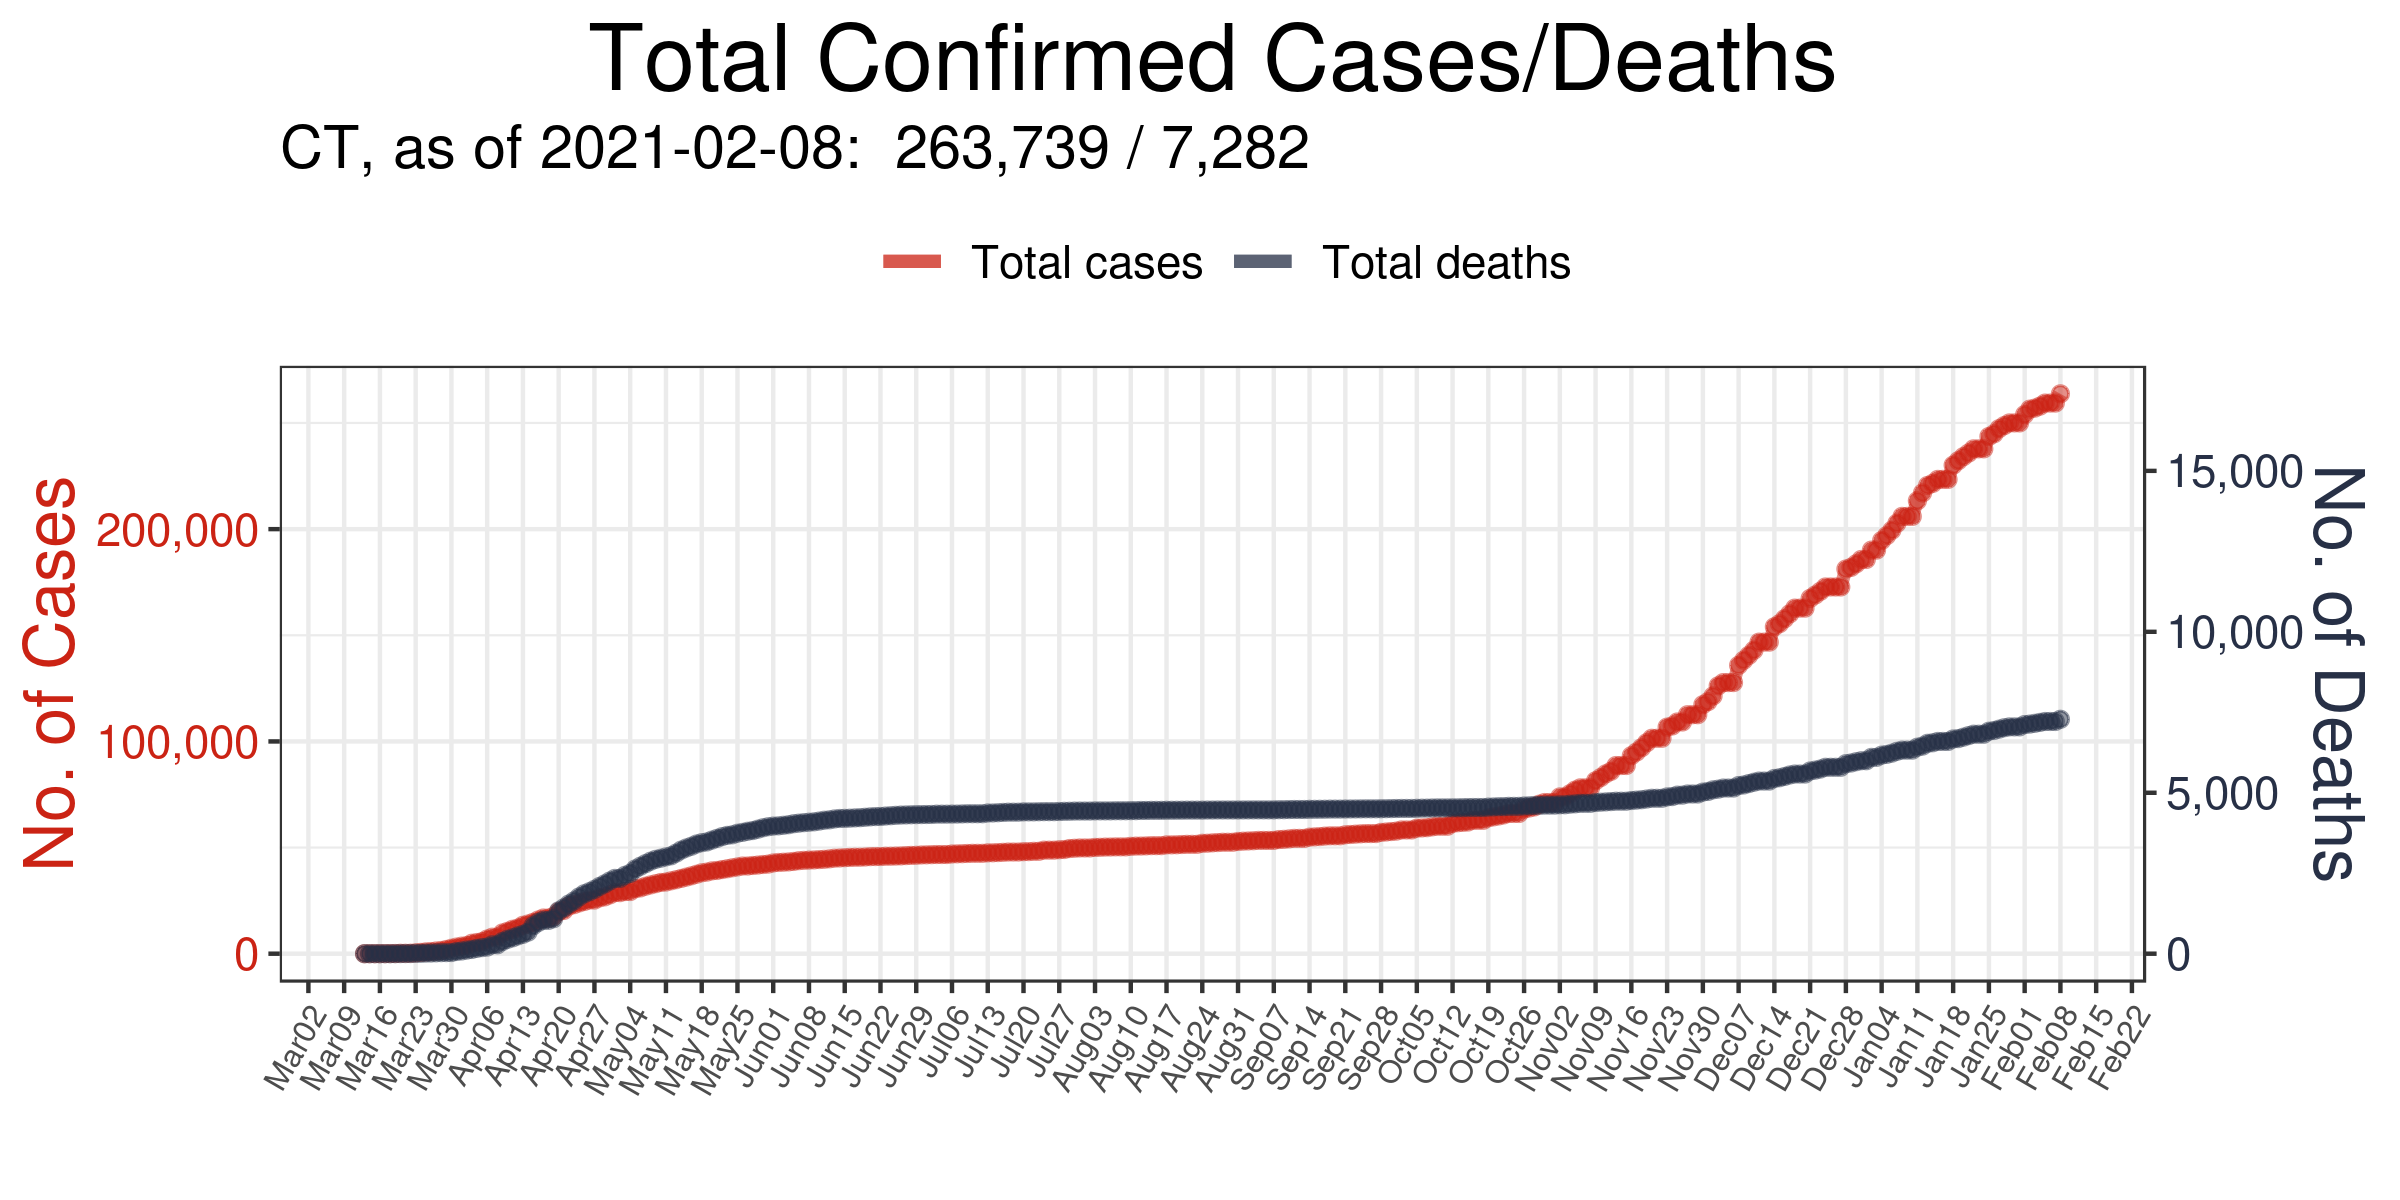 Total Confirmed Cases/Deaths
CT, as of 2021-02-08:  263,739 / 7,282
Total cases
Total deaths
No. of Cases
200,000
100,000
0
15,000
10,000
5,000
0
No. of Deaths
Mar02
Mar09
Mar16
Mar23
Mar30
Apr06
Apr13
Apr20
Apr27
May04
May11
May18
May25
Jun01
Jun08
Jun15
Jun22
Jun29
Jul06
Jul13
Jul20
Jul27
Aug03
Aug10
Aug17
Aug24
Aug31
Sep07
Sep14
Sep21
Sep28
Oct05
Oct12
Oct19
Oct26
Nov02
Nov09
Nov16
Nov23
Nov30
Dec07
Dec14
Dec21
Dec28
Jan04
Jan11
Jan18
Jan25
Feb01
Feb08
Feb15
Feb22